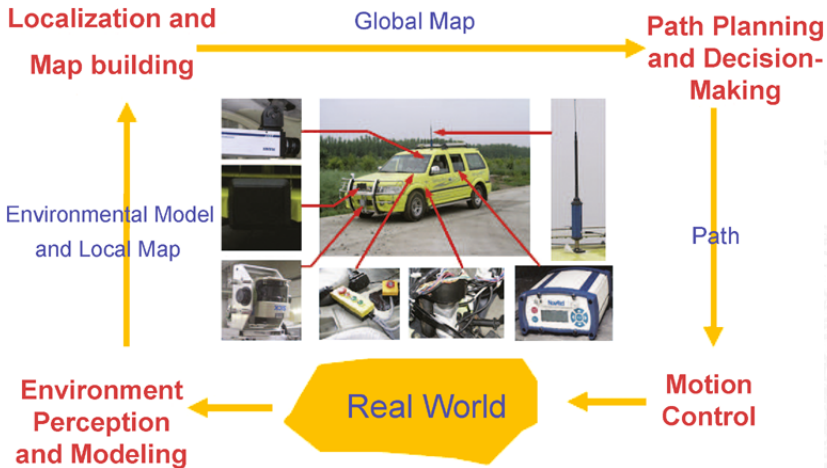 Localization and
Map building
Global Map
Path Planning
and Decision-
Making
Environmental Model
and Local Map
Path
Environment
Perception
and Modeling
Real World
Motion
Control